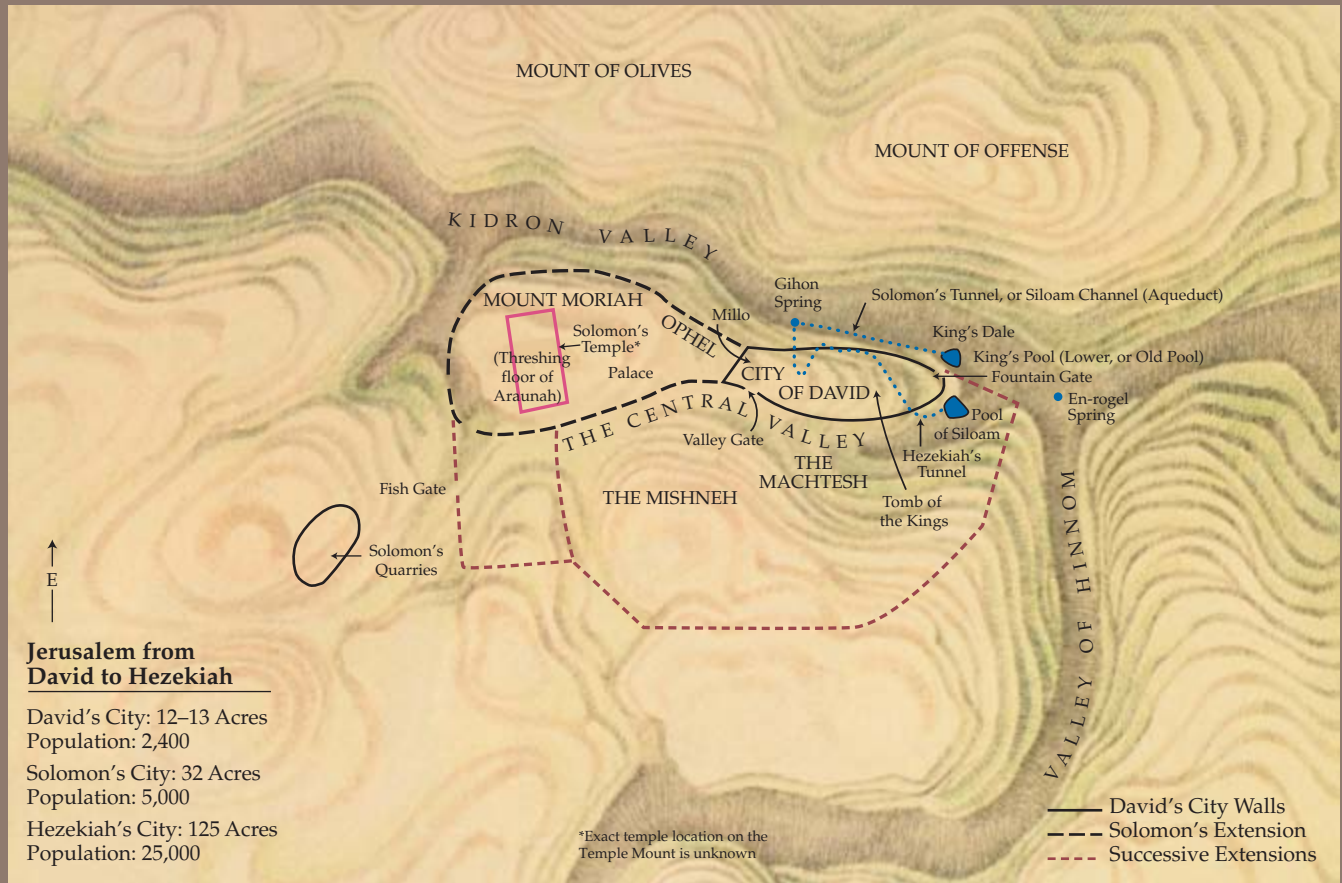 MOUNT OF OLIVES
MOUNT OF OFFENSE
KIDRON VALLEY
Gihon
Spring
Solomon's Tunnel, or Siloam Channel (Aqueduct)
MOUNT MORIAH
Millo
OPHEL
Solomon's
Temple*
King's Dale
King's Pool (Lower, or Old Pool)
(Threshing
floor of
Araunah)
Palace
CITY
OF DAVID
Fountain Gate
En-rogel
Spring
THE CENTRAL VALLEY
Valley Gate
Pool
of Siloam
Hezekiah's
Tunnel
THE
MACHTESH
Tomb of
the Kings
Fish Gate
THE MISHNEH
Solomon's
Quarries
VALLEY OF HINNOM
E
Jerusalem from
David to Hezekiah
David's City: 12–13 Acres
Population: 2,400
Solomon's City: 32 Acres
Population: 5,000
Hezekiah's City: 125 Acres
Population: 25,000
*Exact temple location on the
Temple Mount is unknown
David's City Walls
Solomon's Extension
Successive Extensions